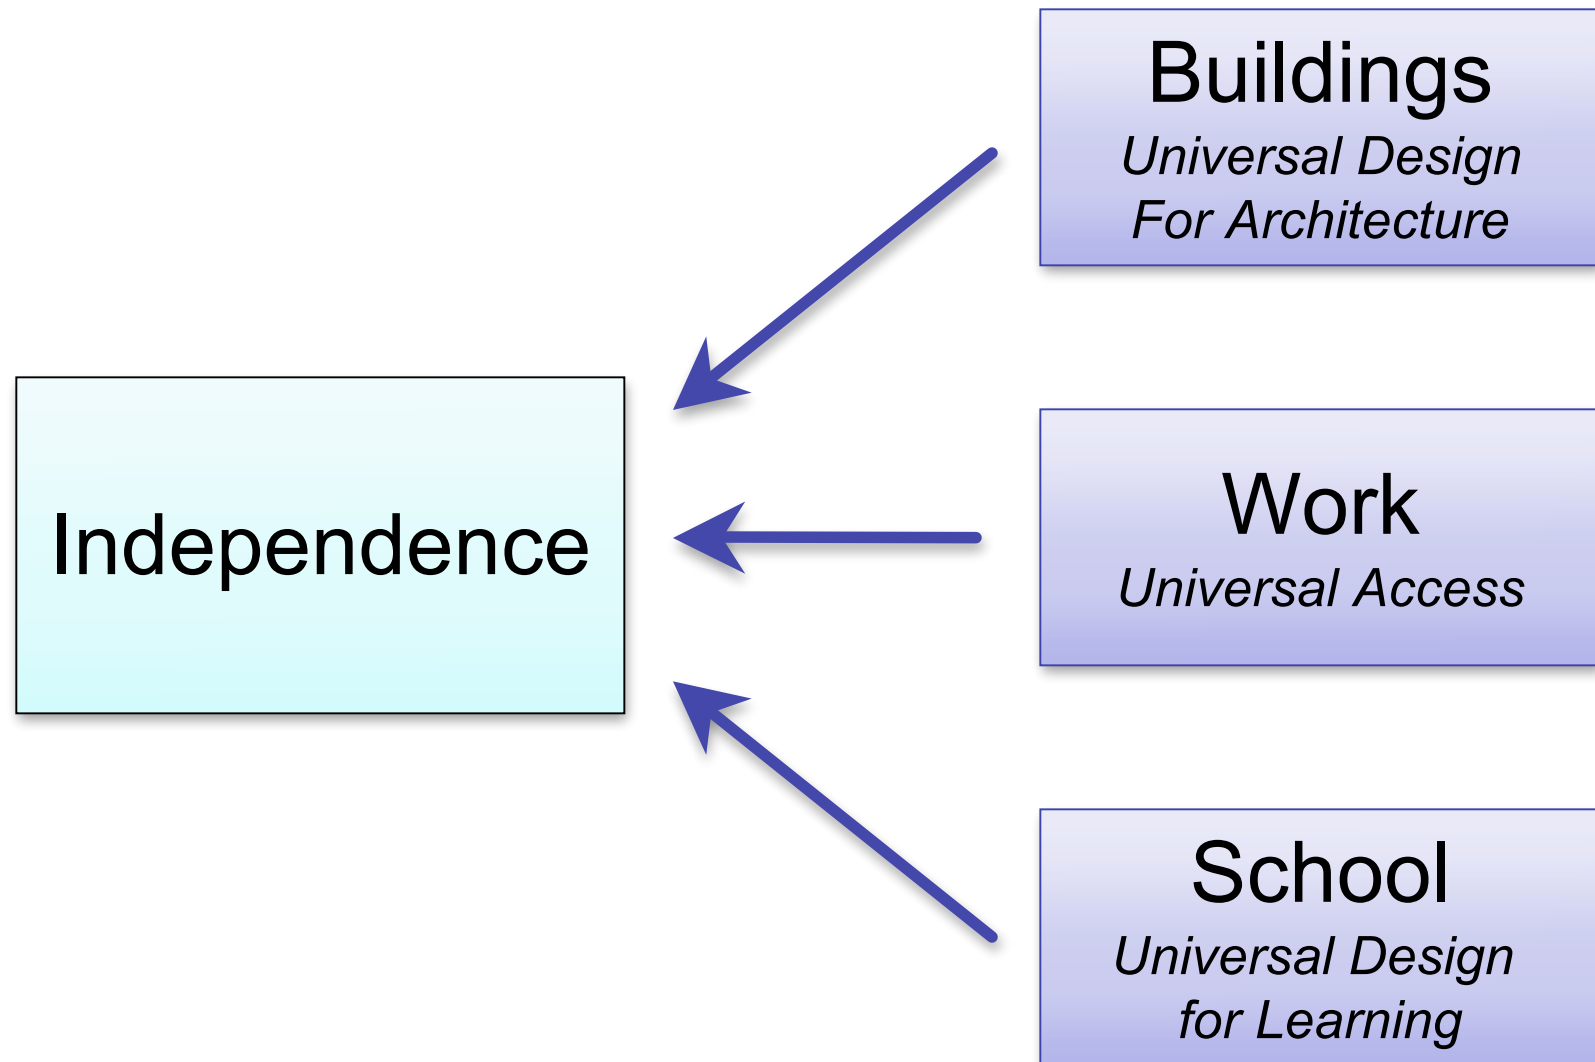 Buildings
Universal Design
For Architecture
Independence
Work
Universal Access
School
Universal Design
for Learning